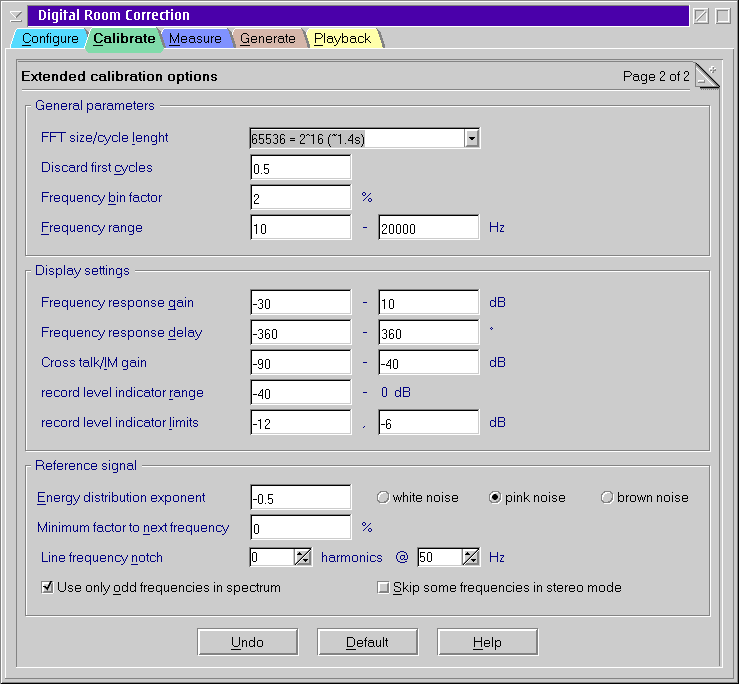 Digital Room Correction
Configure Calibrate Measure Generate Playback
Extended calibration options Page 2 of 2
General parameters
FFT size/cycle lenght 65536 = 2^16 (~1.4s)
Discard first cycles 0.5
Frequency bin factor 2 %
Frequency range 10 - 20000 Hz
Display settings
Frequency response gain -30 - 10 dB
Frequency response delay -360 - 360 °
Cross talk/IM gain -90 - -40 dB
record level indicator range -40 - 0 dB
record level indicator limits -12 , -6 dB
Reference signal
Energy distribution exponent -0.5 white noise pink noise brown noise
Minimum factor to next frequency 0 %
Line frequency notch 0 harmonics @ 50 Hz
Use only odd frequencies in spectrum Skip some frequencies in stereo mode
Undo Default Help